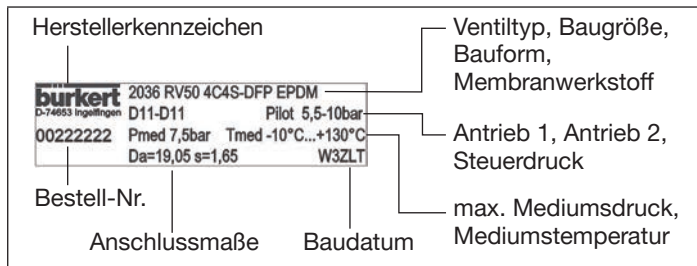 Herstellerkennzeichen
Ventiltyp, Baugröße,
Bauform,
Membranwerkstoff
bürkert
D-74653 Ingelfingen
2036 RV50 4C4S-DFP EPDM
D11-D11 Pilot 5,5-10bar
00222222 Pmed 7,5bar Tmed -10°C...+130°C
Da=19,05 s=1,65 W3ZLT
Antrieb 1, Antrieb 2,
Steuerdruck
Bestell-Nr.
Anschlussmaße
Baudatum
max. Mediumsdruck,
Mediumstemperatur